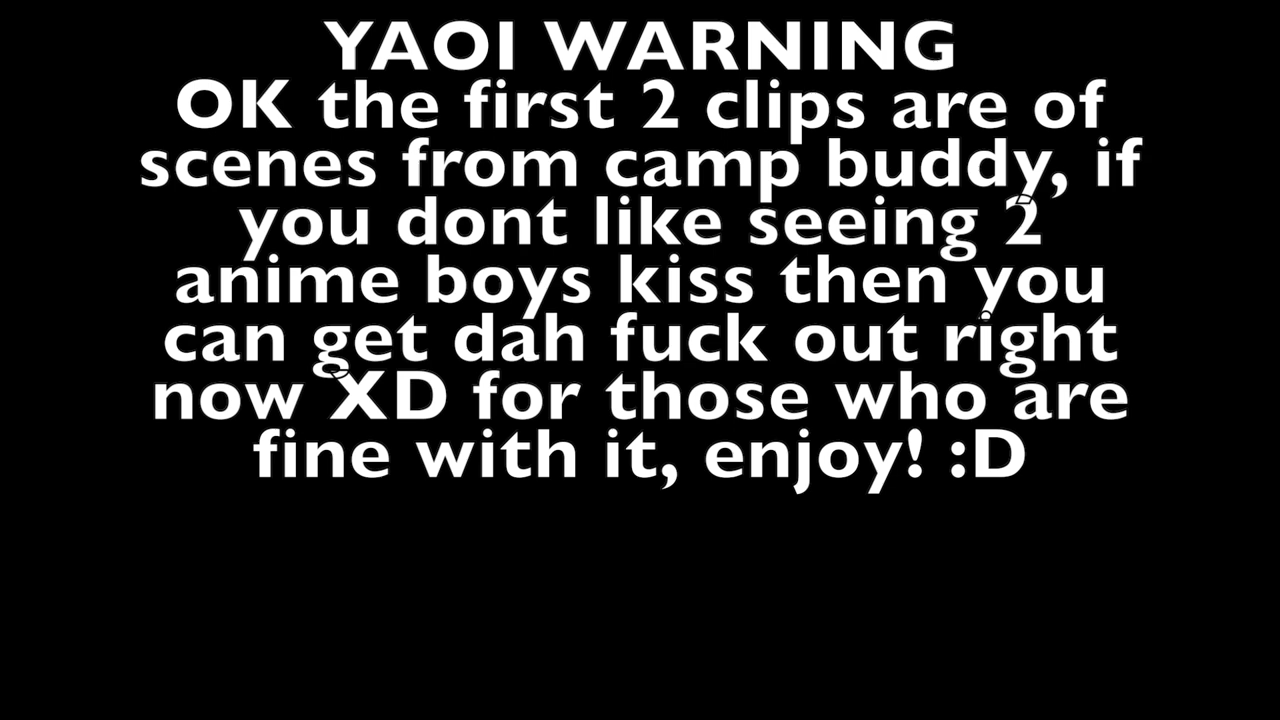 YAOI WARNING
OK the first 2 clips are of
scenes from camp buddy, if
you dont like seeing 2
anime boys kiss then you
can get dah fuck out right
now XD for those who are
fine with it, enjoy! :D